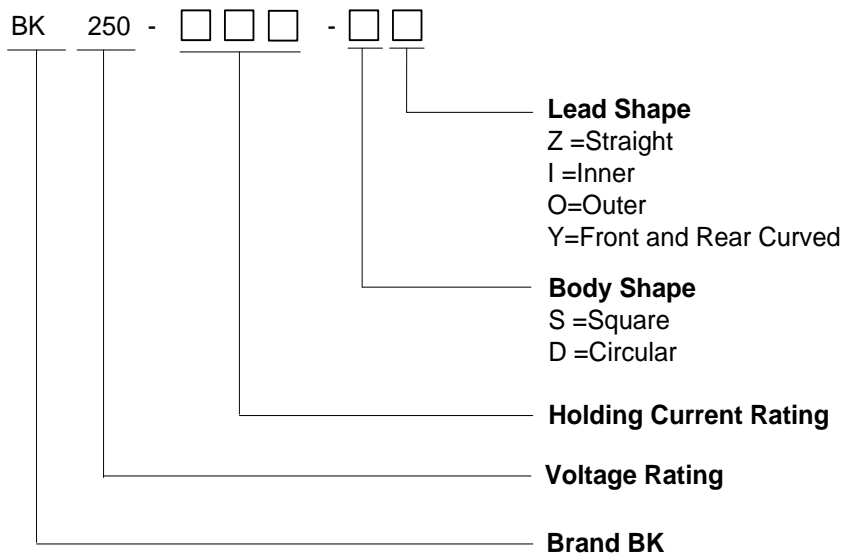 BK 250 - □ □ □ - □ □
Lead Shape
Z =Straight
I =Inner
O=Outer
Y=Front and Rear Curved
Body Shape
S =Square
D =Circular
Holding Current Rating
Voltage Rating
Brand BK